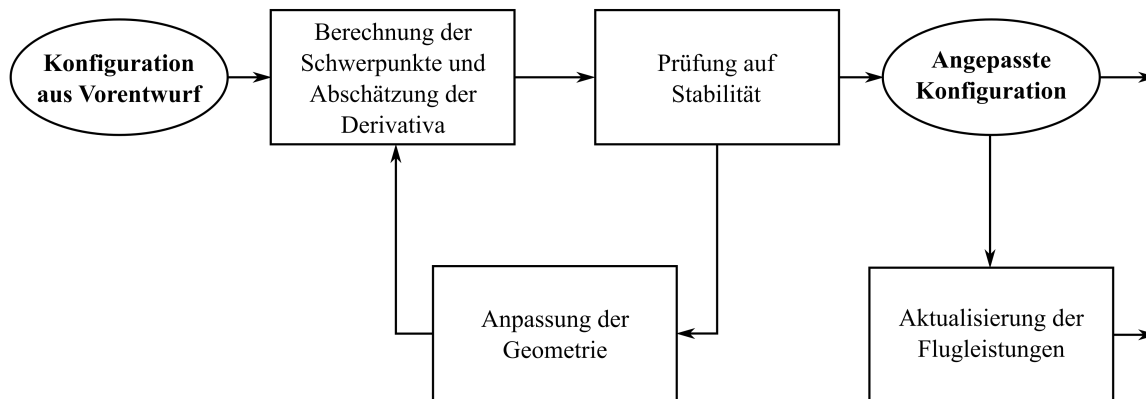 Konfiguration
aus Vorentwurf
Berechnung der
Schwerpunkte und
Abschätzung der
Derivativa
Prüfung auf
Stabilität
Angepasste
Konfiguration
Anpassung der
Geometrie
Aktualisierung der
Flugleistungen